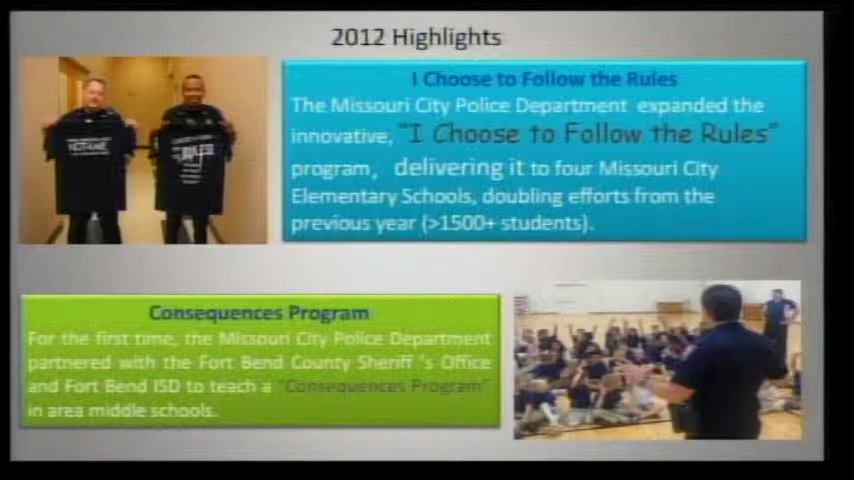 2012 Highlights
I Choose to Follow the Rules
The Missouri City Police Department expanded the
innovative, "I Choose to Follow the Rules"
program, delivering it to four Missouri City
Elementary Schools, doubling efforts from the
previous year (>1500+ students).
Consequences Program
For the first time, the Missouri City Police Department
partnered with the Fort Bend County Sheriff 's Office
and Fort Bend ISD to teach a "Consequences Program"
in area middle schools.